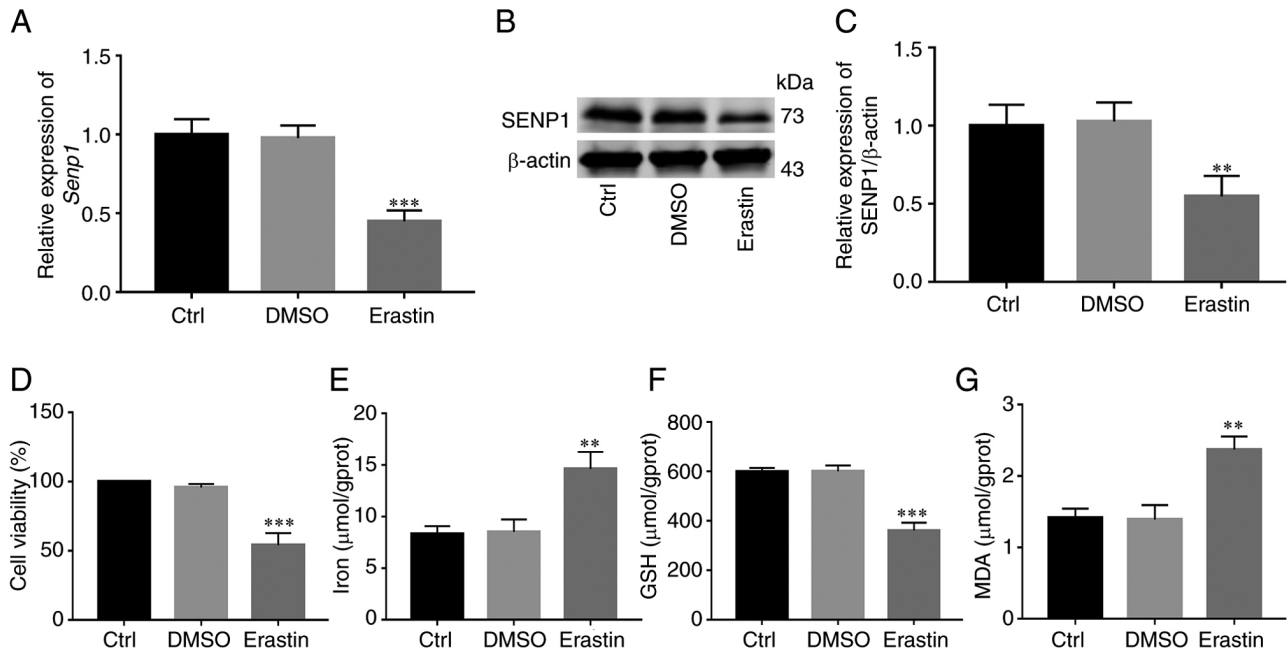 A
Relative expression of
Senp1
1.5
1.0
0.5
0.0
***
Ctrl
DMSO
Erastin
B
kDa
SENP1
73
β-actin
43
Ctrl
DMSO
Erastin
C
Relative expression of
SENP1/β-actin
1.5
1.0
0.5
0.0
**
Ctrl
DMSO
Erastin
D
Cell viability (%)
150
100
50
0
***
Ctrl
DMSO
Erastin
E
Iron (μmol/gprot)
20
15
10
5
0
**
Ctrl
DMSO
Erastin
F
GSH (μmol/gprot)
800
600
400
200
0
***
Ctrl
DMSO
Erastin
G
MDA (μmol/gprot)
3
2
1
0
**
Ctrl
DMSO
Erastin